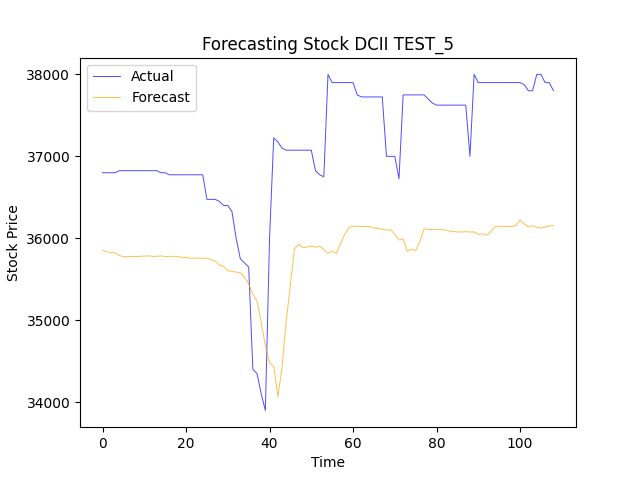 Forecasting Stock DCII TEST_5
Actual
Forecast
38000
37000
36000
35000
34000
Stock Price
0 20 40 60 80 100
Time